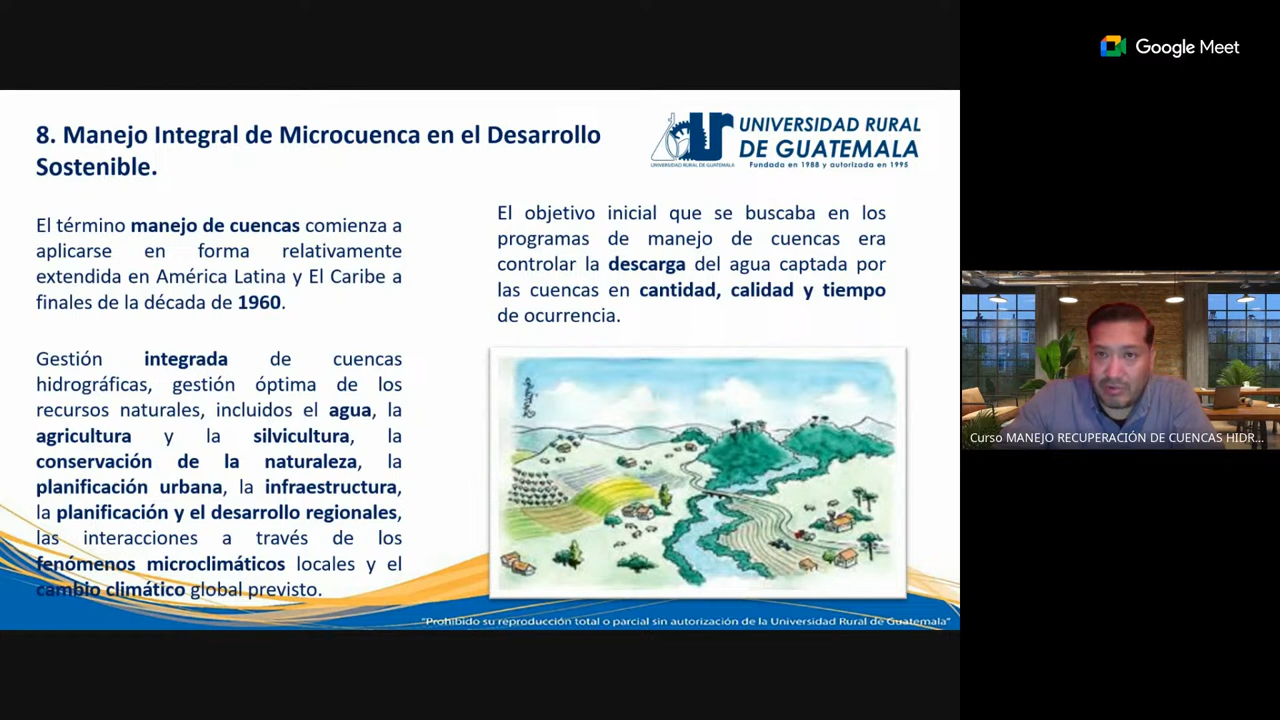 Google Meet
8. Manejo Integral de Microcuenca en el Desarrollo
Sostenible.
UNIVERSIDAD RURAL
DE GUATEMALA
Fundada en 1988 y autorizada en 1995
UNIVERSIDAD RURAL DE GUATEMALA
El término manejo de cuencas comienza a
aplicarse en forma relativamente
extendida en América Latina y El Caribe a
finales de la década de 1960.
Gestión integrada de cuencas
hidrográficas, gestión óptima de los
recursos naturales, incluidos el agua, la
agricultura y la silvicultura, la
conservación de la naturaleza, la
planificación urbana, la infraestructura,
la planificación y el desarrollo regionales,
las interacciones a través de los
fenómenos microclimáticos locales y el
cambio climático global previsto.
El objetivo inicial que se buscaba en los
programas de manejo de cuencas era
controlar la descarga del agua captada por
las cuencas en cantidad, calidad y tiempo
de ocurrencia.
"Prohibido su reproducción total o parcial sin autorización de la Universidad Rural de Guatemala"
Curso MANEJO RECUPERACIÓN DE CUENCAS HIDR...